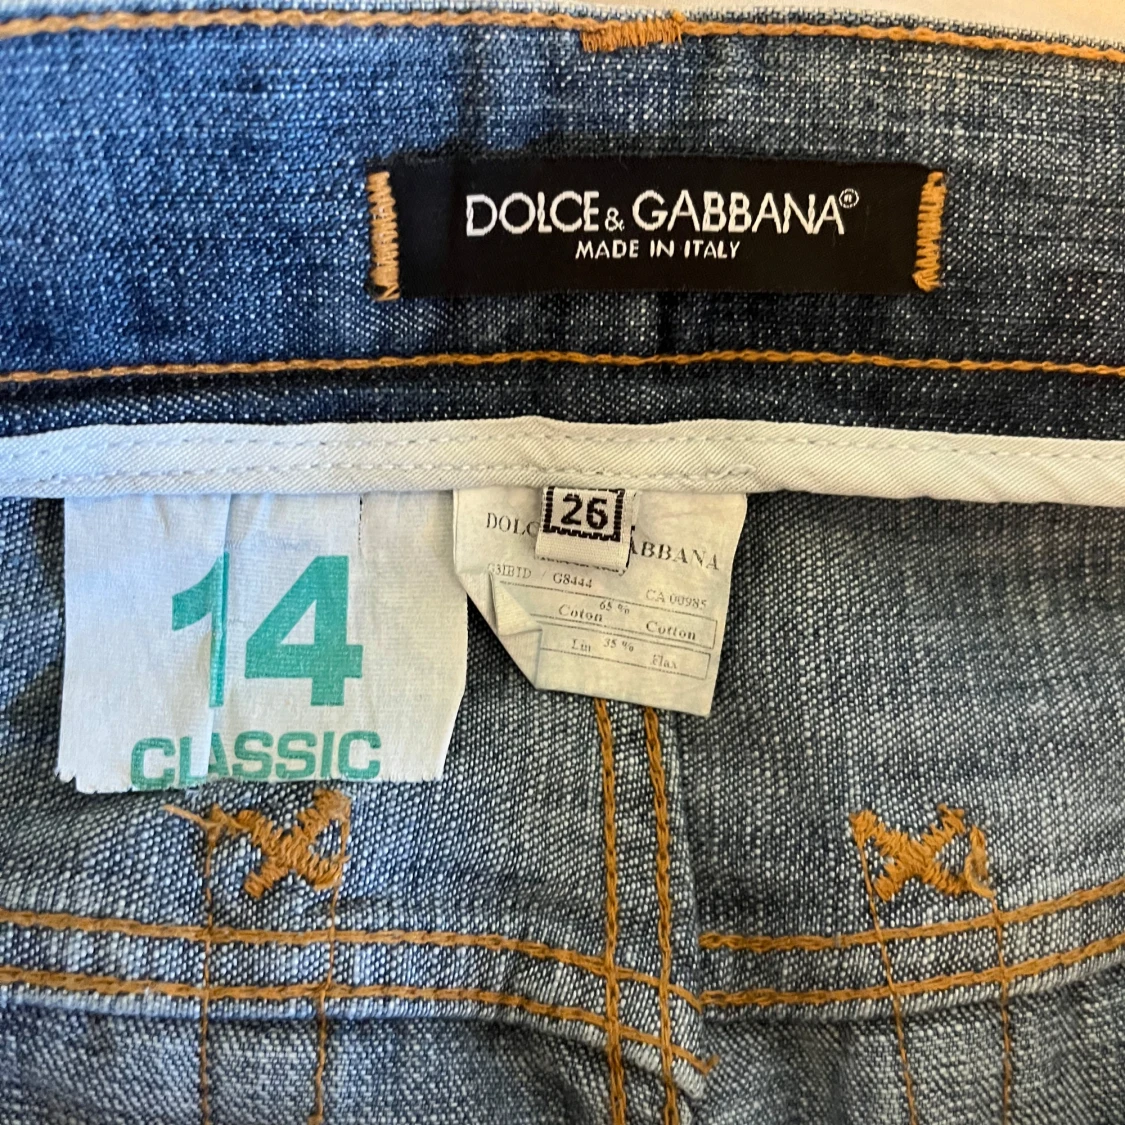 DOLCE & GABBANA®
MADE IN ITALY
14
CLASSIC
26
DOLC ABBANA
G8444
CA 00985
65 %
Coton Cotton
Lin 35 % Flax